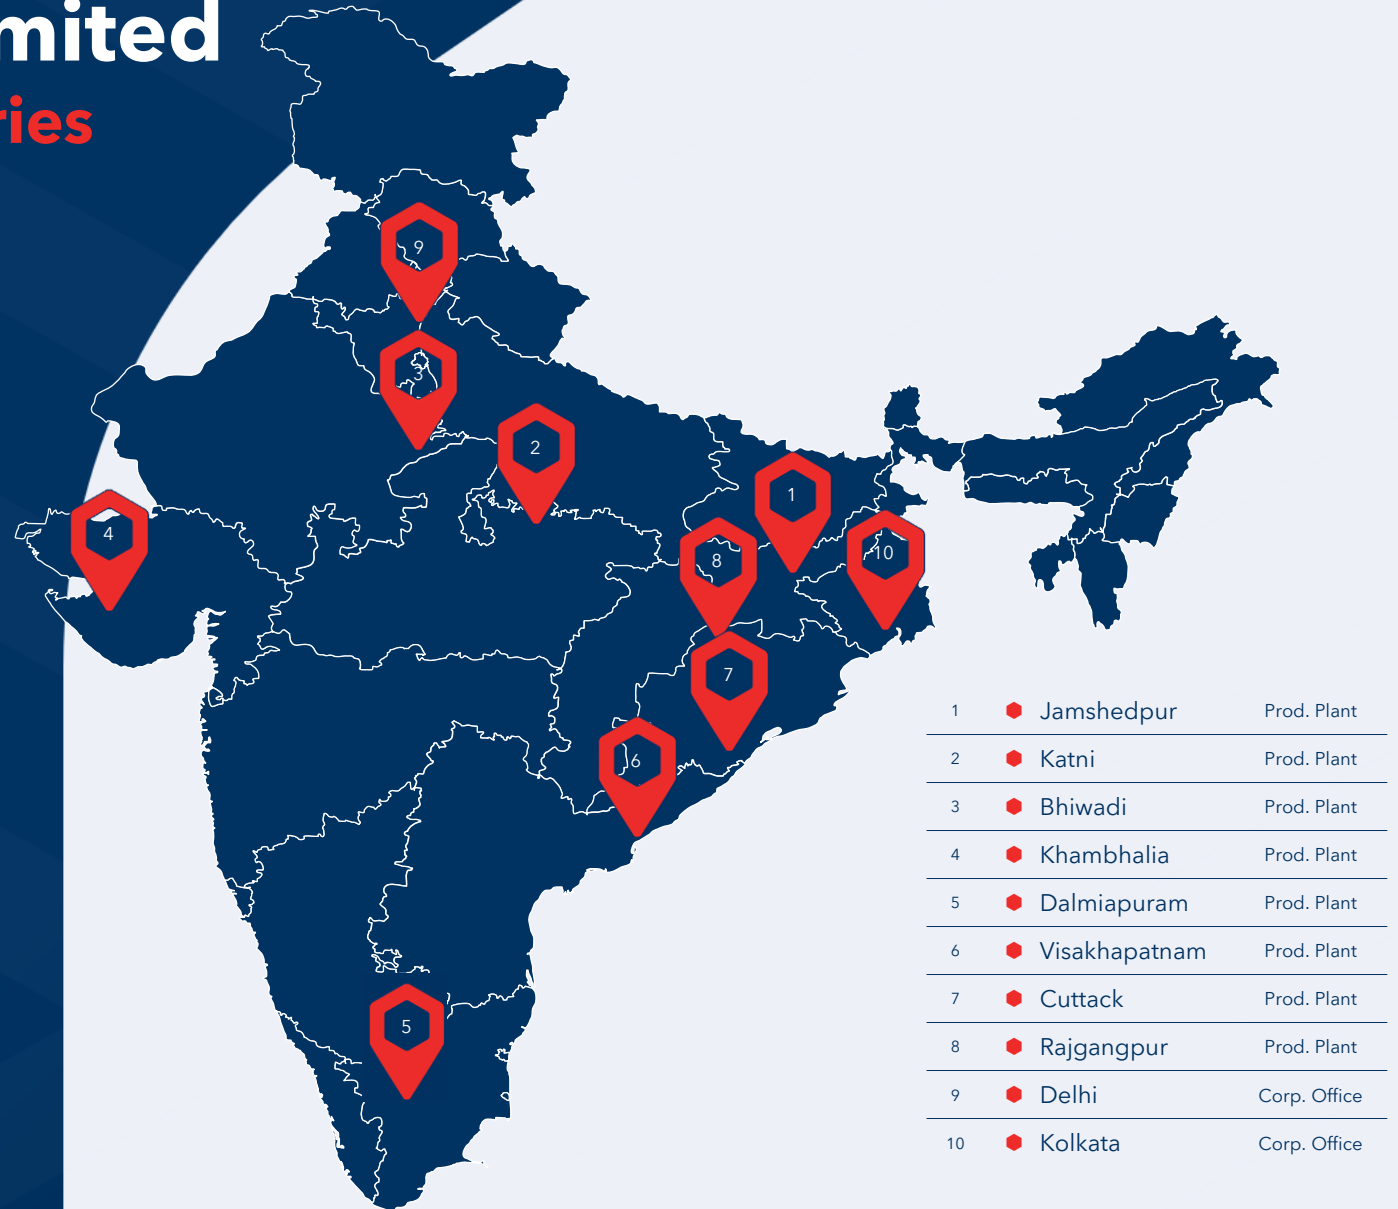 mited
ries
9
3
2
4
1
8
10
7
6
5
1 Jamshedpur Prod. Plant
2 Katni Prod. Plant
3 Bhiwadi Prod. Plant
4 Khambhalia Prod. Plant
5 Dalmiapuram Prod. Plant
6 Visakhapatnam Prod. Plant
7 Cuttack Prod. Plant
8 Rajgangpur Prod. Plant
9 Delhi Corp. Office
10 Kolkata Corp. Office